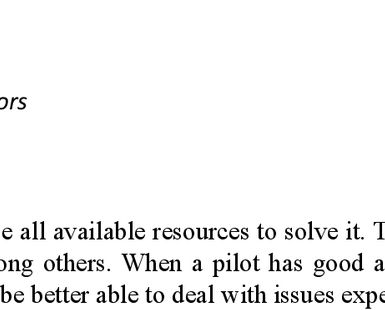 ors
e all available resources to solve it. T
ong others. When a pilot has good a
be better able to deal with issues expe